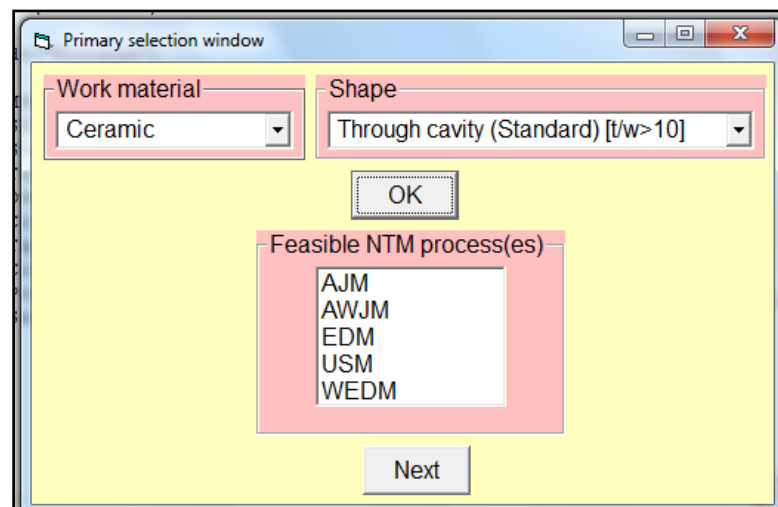 Primary selection window
Work material
Shape
Ceramic
Through cavity (Standard) [t/w>10]
OK
Feasible NTM process(es)
AJM
AWJM
EDM
USM
WEDM
Next